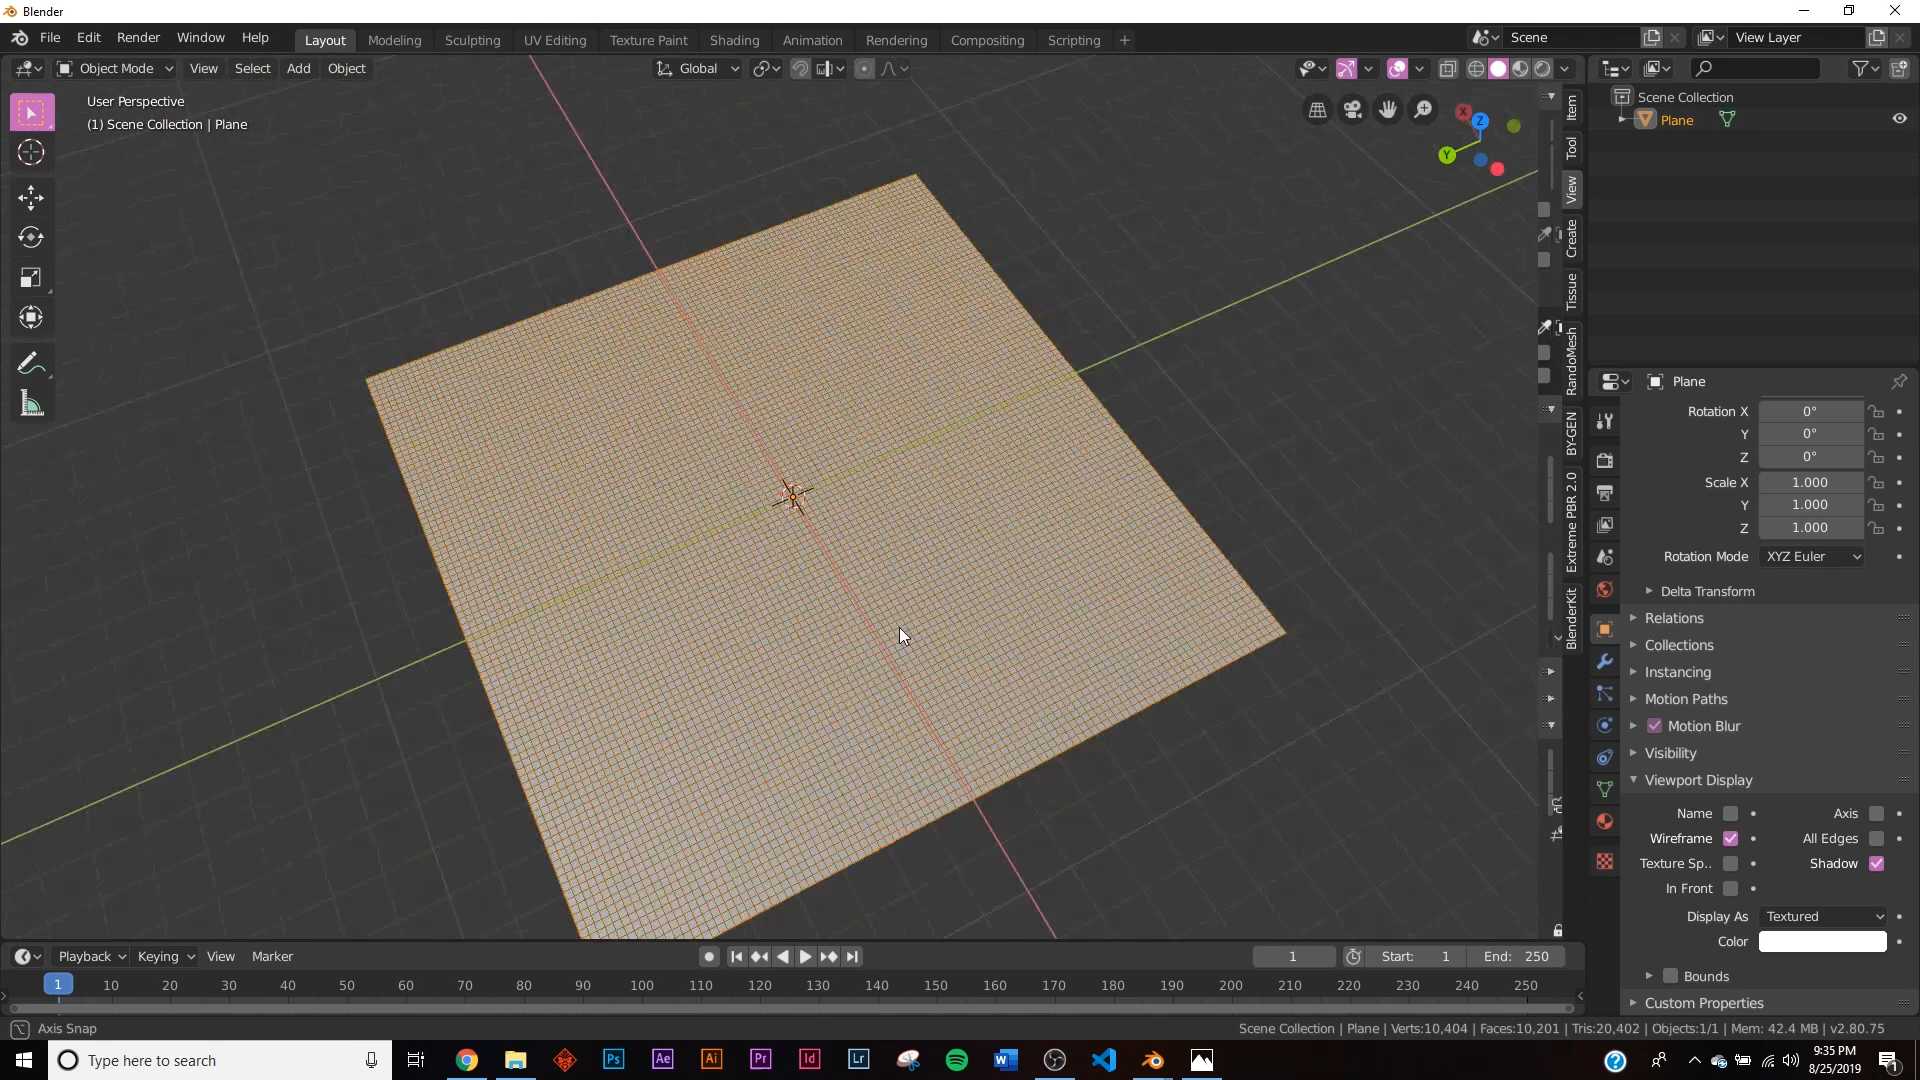 Blender
File Edit Render Window Help
Layout Modeling Sculpting UV Editing Texture Paint Shading Animation Rendering Compositing Scripting +
Scene
View Layer
Object Mode View Select Add Object
Global
User Perspective
(1) Scene Collection | Plane
X
Z
Y
Item
Tool
View
Create
Tissue
RandoMesh
BY-GEN
Extreme PBR 2.0
BlenderKit
Scene Collection
Plane
Plane
Rotation X 0°
Y 0°
Z 0°
Scale X 1.000
Y 1.000
Z 1.000
Rotation Mode XYZ Euler
Delta Transform
Relations
Collections
Instancing
Motion Paths
Motion Blur
Visibility
Viewport Display
Name Axis
Wireframe All Edges
Texture Sp.. Shadow
In Front
Display As Textured
Color
Bounds
Custom Properties
Playback Keying View Marker
1 Start: 1 End: 250
1 10 20 30 40 50 60 70 80 90 100 110 120 130 140 150 160 170 180 190 200 210 220 230 240 250
Axis Snap
Scene Collection | Plane | Verts:10,404 | Faces:10,201 | Tris:20,402 | Objects:1/1 | Mem: 42.4 MB | v2.80.75
Type here to search
Ps Ae Ai Pr Id Lr W
?
9:35 PM
8/25/2019
1